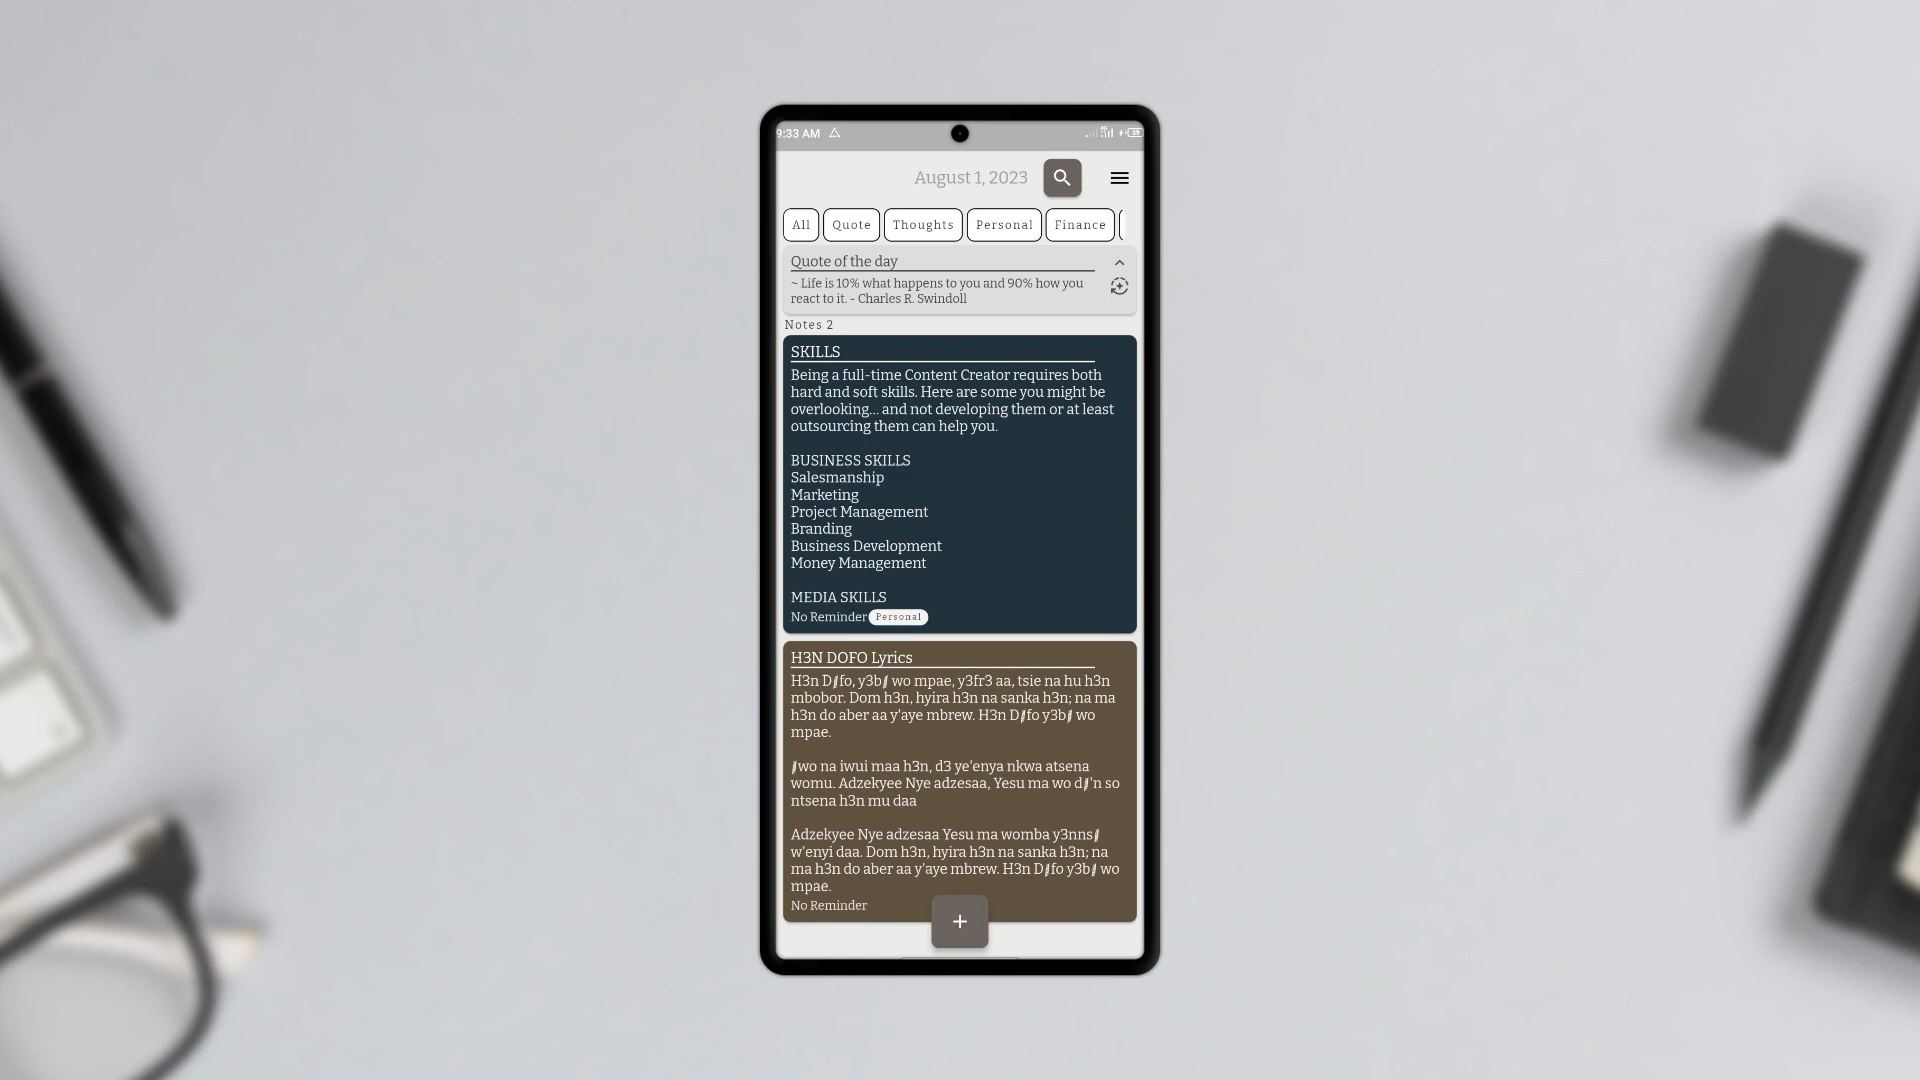 9:33 AM
4G
59
August 1, 2023
All Quote Thoughts Personal Finance
Quote of the day
~ Life is 10% what happens to you and 90% how you
react to it. - Charles R. Swindoll
Notes 2
SKILLS
Being a full-time Content Creator requires both
hard and soft skills. Here are some you might be
overlooking... and not developing them or at least
outsourcing them can help you.
BUSINESS SKILLS
Salesmanship
Marketing
Project Management
Branding
Business Development
Money Management
MEDIA SKILLS
No Reminder Personal
H3N DOFO Lyrics
H3n D//fo, y3b// wo mpae, y3fr3 aa, tsie na hu h3n
mbobor. Dom h3n, hyira h3n na sanka h3n; na ma
h3n do aber aa y'aye mbrew. H3n D//fo y3b// wo
mpae.
//wo na iwui maa h3n, d3 ye'enya nkwa atsena
womu. Adzekyee Nye adzesaa, Yesu ma wo d//'n so
ntsena h3n mu daa
Adzekyee Nye adzesaa Yesu ma womba y3nns//
w'enyi daa. Dom h3n, hyira h3n na sanka h3n; na
ma h3n do aber aa y'aye mbrew. H3n D//fo y3b// wo
mpae.
No Reminder
+